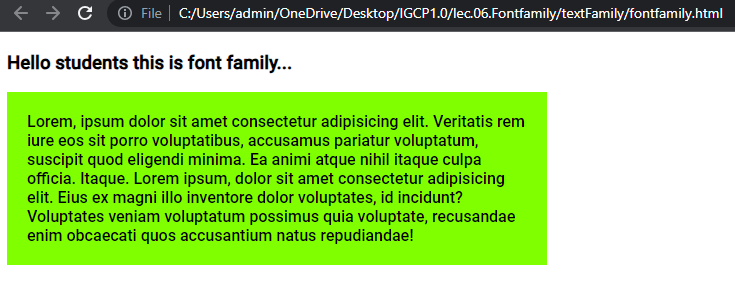 File
C:/Users/admin/OneDrive/Desktop/IGCP1.0/lec.06.Fontfamily/textFamily/fontfamily.html
Hello students this is font family...
Lorem, ipsum dolor sit amet consectetur adipisicing elit. Veritatis rem
iure eos sit porro voluptatibus, accusamus pariatur voluptatum,
suscipit quod eligendi minima. Ea animi atque nihil itaque culpa
officia. Itaque. Lorem ipsum, dolor sit amet consectetur adipisicing
elit. Eius ex magni illo inventore dolor voluptates, id incidunt?
Voluptates veniam voluptatum possimus quia voluptate, recusandae
enim obcaecati quos accusantium natus repudiandae!